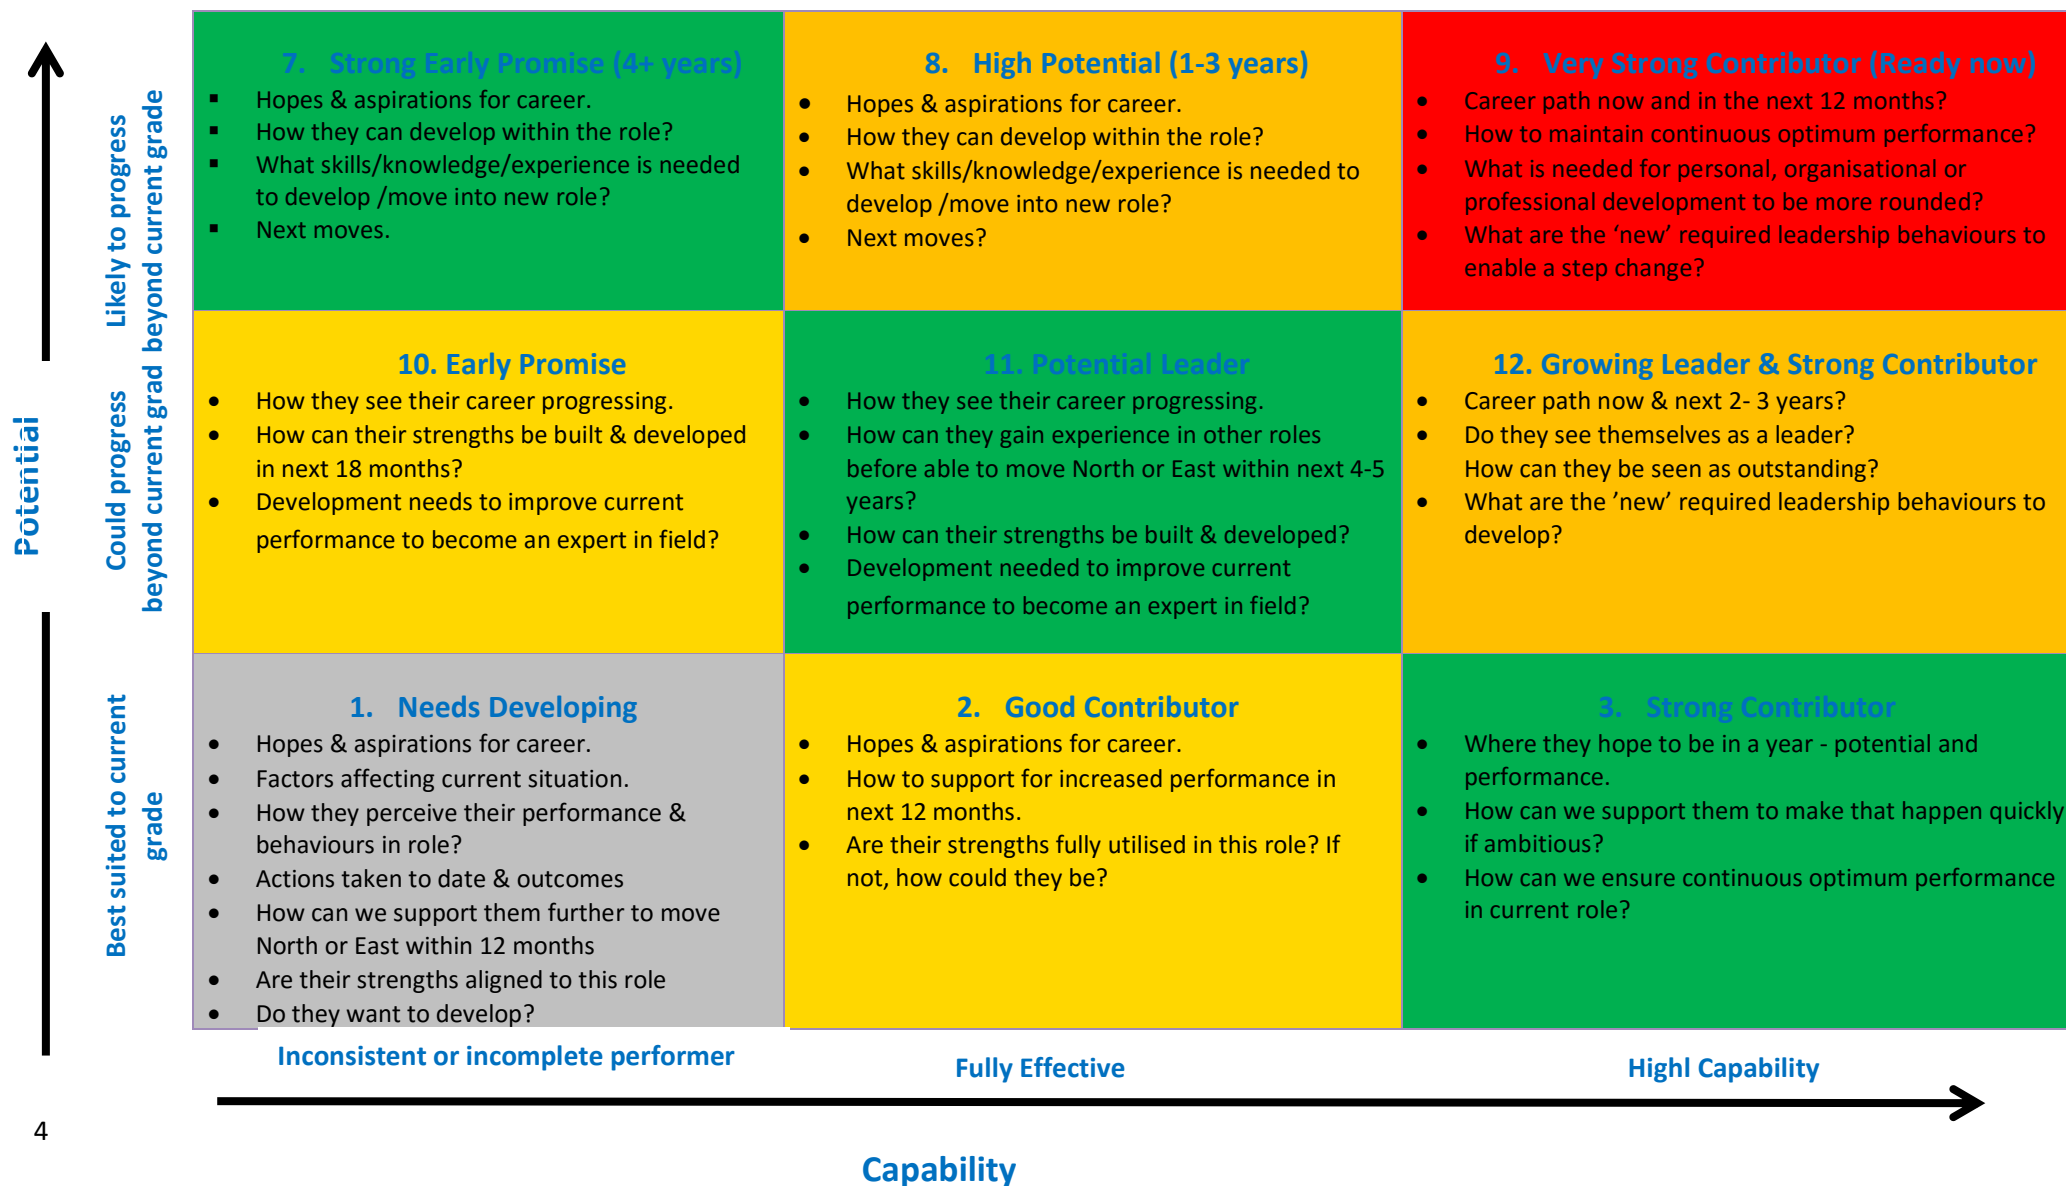 Potential
Likely to progress
beyond current grade
7. Strong Early Promise (4+ years)
▪ Hopes & aspirations for career.
▪ How they can develop within the role?
▪ What skills/knowledge/experience is needed
to develop /move into new role?
▪ Next moves.
8. High Potential (1-3 years)
• Hopes & aspirations for career.
• How they can develop within the role?
• What skills/knowledge/experience is needed to
develop /move into new role?
• Next moves?
9. Very Strong Contributor (Ready now)
• Career path now and in the next 12 months?
• How to maintain continuous optimum performance?
• What is needed for personal, organisational or
professional development to be more rounded?
• What are the ‘new’ required leadership behaviours to
enable a step change?
Could progress
beyond current grad
10. Early Promise
• How they see their career progressing.
• How can their strengths be built & developed
in next 18 months?
• Development needs to improve current
performance to become an expert in field?
11. Potential Leader
• How they see their career progressing.
• How can they gain experience in other roles
before able to move North or East within next 4-5
years?
• How can their strengths be built & developed?
• Development needed to improve current
performance to become an expert in field?
12. Growing Leader & Strong Contributor
• Career path now & next 2- 3 years?
• Do they see themselves as a leader?
How can they be seen as outstanding?
• What are the ’new’ required leadership behaviours to
develop?
Best suited to current
grade
1. Needs Developing
• Hopes & aspirations for career.
• Factors affecting current situation.
• How they perceive their performance &
behaviours in role?
• Actions taken to date & outcomes
• How can we support them further to move
North or East within 12 months
• Are their strengths aligned to this role
• Do they want to develop?
2. Good Contributor
• Hopes & aspirations for career.
• How to support for increased performance in
next 12 months.
• Are their strengths fully utilised in this role? If
not, how could they be?
3. Strong Contributor
• Where they hope to be in a year - potential and
performance.
• How can we support them to make that happen quickly
if ambitious?
• How can we ensure continuous optimum performance
in current role?
Inconsistent or incomplete performer
Fully Effective
Highl Capability
4
Capability